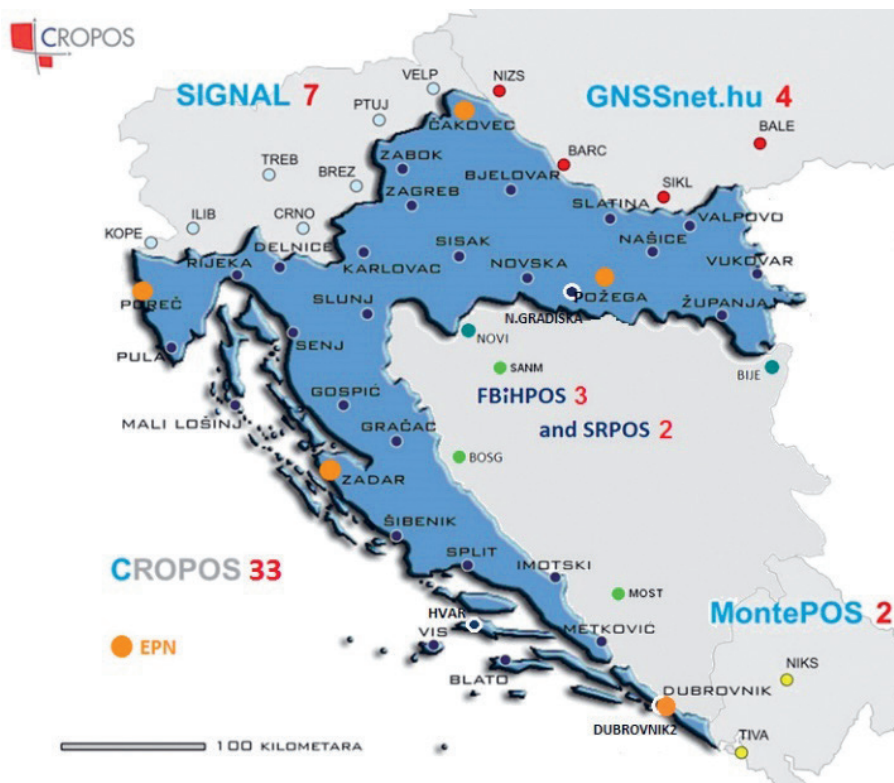 CROPOS
VELP
NIZS
SIGNAL 7
GNSSnet.hu 4
PTUJ
ČAKOVEC
BALE
ZABOK
BARC
TREB
BREZ
BJELOVAR
SIKL
ZAGREB
SLATINA
VALPOVO
KOPE
ILIB
CRNO
DELNICE
SISAK
NAŠICE
RIJEKA
KARLOVAC
NOVSKA
VUKOVAR
POREČ
SLUNJ
POŽEGA
ŽUPANJA
N.GRADIŠKA
SENJ
NOVI
PULA
SANM
BIJE
GOSPIĆ
FBiHPOS 3
MALI LOŠINJ
and SRPOS 2
GRAČAC
BOSG
ZADAR
ŠIBENIK
SPLIT
IMOTSKI
CROPOS 33
MOST
HVAR
MontePOS 2
VIS
METKOVIĆ
EPN
BLATO
NIKS
DUBROVNIK
DUBROVNIK2
TIVA
100 KILOMETARA